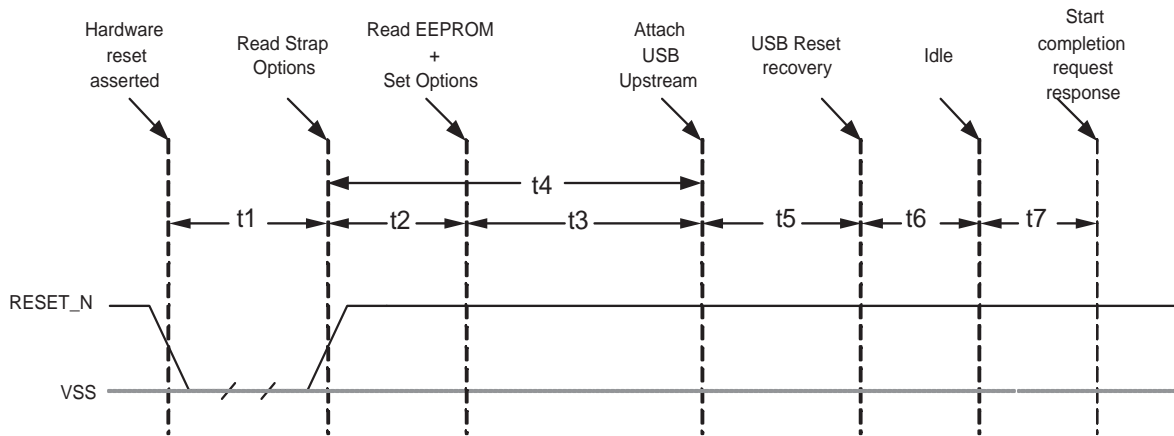 Hardware
reset
asserted
Read Strap
Options
Read EEPROM
+
Set Options
Attach
USB
Upstream
USB Reset
recovery
Idle
Start
completion
request
response
t4
t1
t2
t3
t5
t6
t7
RESET_N
VSS